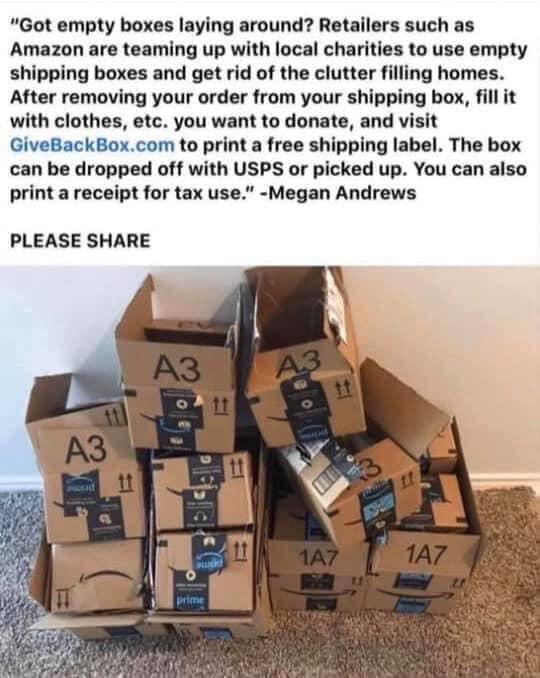 "Got empty boxes laying around? Retailers such as
Amazon are teaming up with local charities to use empty
shipping boxes and get rid of the clutter filling homes.
After removing your order from your shipping box, fill it
with clothes, etc. you want to donate, and visit
GiveBackBox.com to print a free shipping label. The box
can be dropped off with USPS or picked up. You can also
print a receipt for tax use." -Megan Andrews
PLEASE SHARE
A3
A3
A3
prime
1A7
1A7
prime
prime